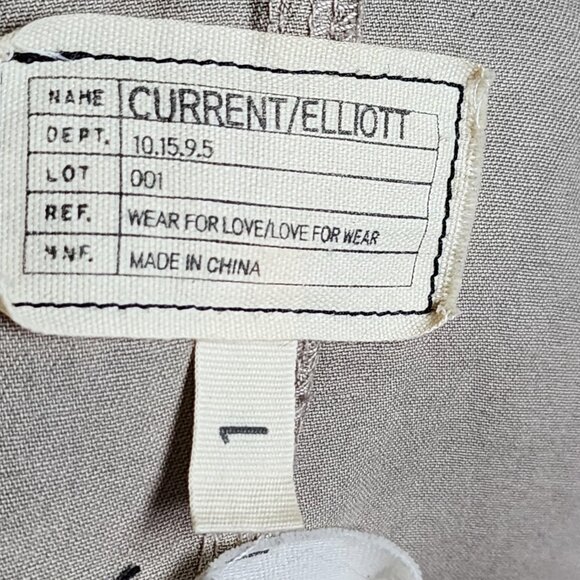 NAME CURRENT/ELLIOTT
DEPT. 10.15.9.5
LOT 001
REF. WEAR FOR LOVE/LOVE FOR WEAR
MNF. MADE IN CHINA
1